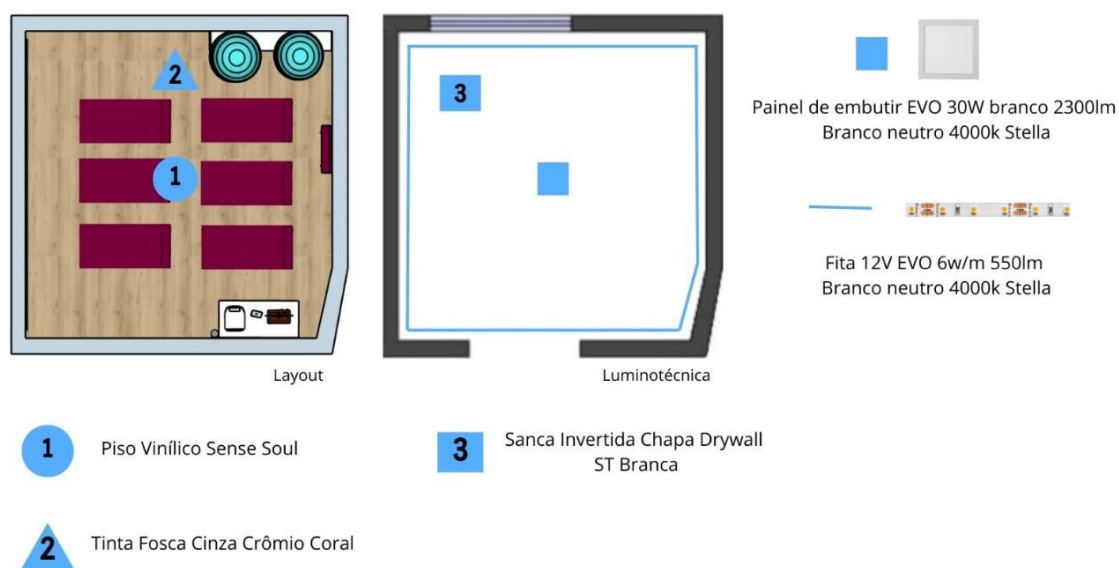 2
1
3
Painel de embutir EVO 30W branco 2300lm
Branco neutro 4000k Stella
Fita 12V EVO 6w/m 550lm
Branco neutro 4000k Stella
Layout
Luminotécnica
1
Piso Vinílico Sense Soul
3
Sanca Invertida Chapa Drywall
ST Branca
2
Tinta Fosca Cinza Crômio Coral